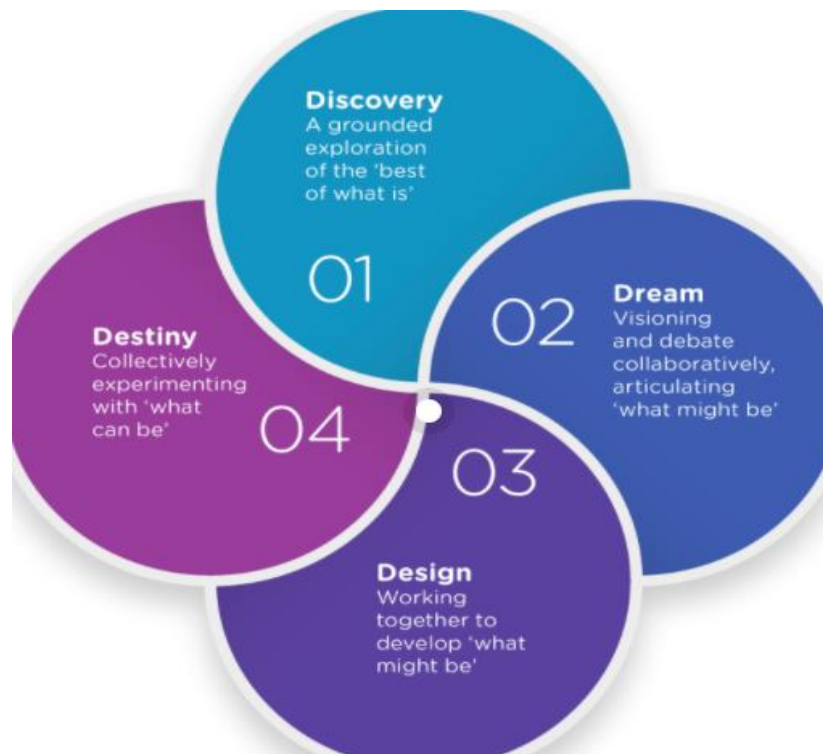 Discovery
A grounded
exploration
of the ‘best
of what is’
01
02
Dream
Visioning
and debate
collaboratively,
articulating
‘what might be’
03
Design
Working
together to
develop ‘what
might be’
Destiny
Collectively
experimenting
with ‘what
can be’
04